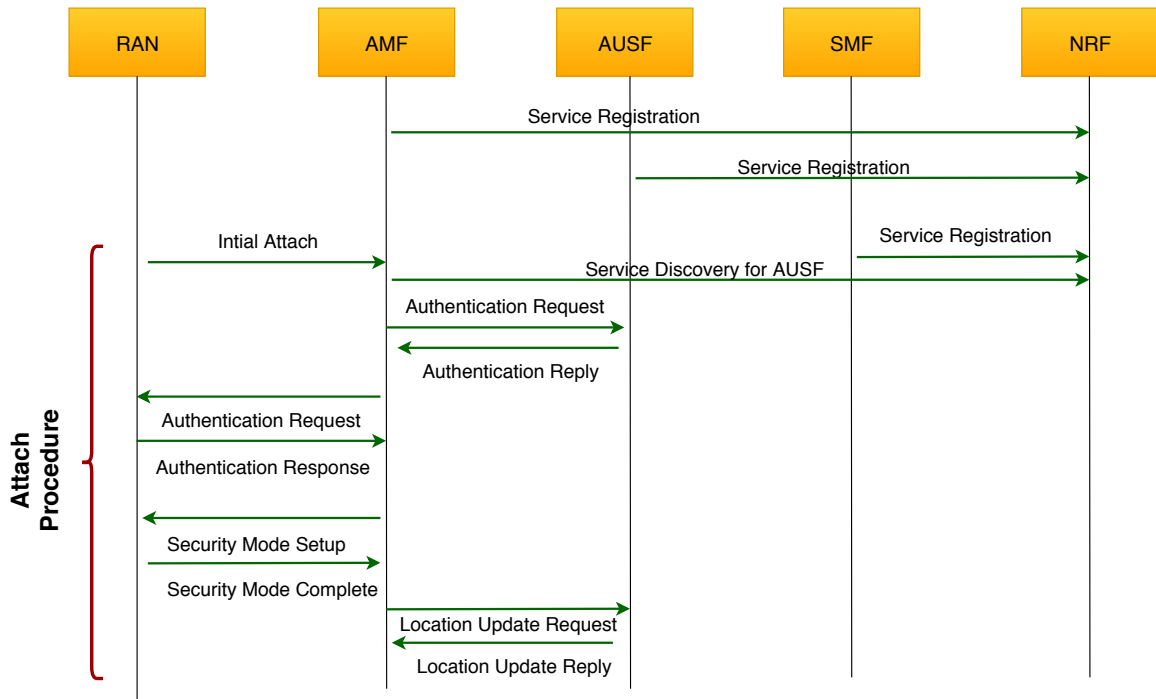 RAN
AMF
AUSF
SMF
NRF
Service Registration
Service Registration
Service Registration
Intial Attach
Service Discovery for AUSF
Authentication Request
Authentication Reply
Authentication Request
Authentication Response
Security Mode Setup
Security Mode Complete
Location Update Request
Location Update Reply
Attach
Procedure